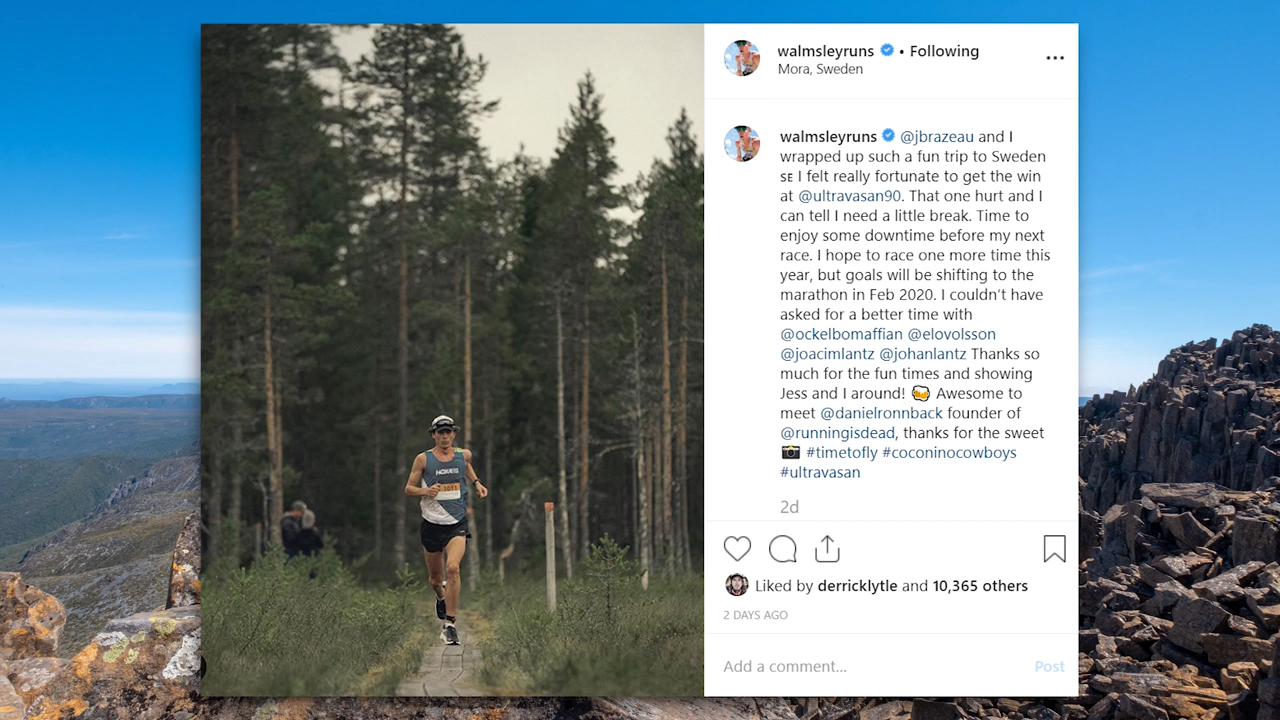 walmsleyruns • Following
Mora, Sweden
walmsleyruns @jbrazeau and I
wrapped up such a fun trip to Sweden
SE I felt really fortunate to get the win
at @ultravasan90. That one hurt and I
can tell I need a little break. Time to
enjoy some downtime before my next
race. I hope to race one more time this
year, but goals will be shifting to the
marathon in Feb 2020. I couldn't have
asked for a better time with
@ockelbomaffian @elovolsson
@joacimlantz @johanlantz Thanks so
much for the fun times and showing
Jess and I around! 🍻 Awesome to
meet @danielronnback founder of
@runningisdead, thanks for the sweet
📷 #timetofly #coconinocowboys
#ultravasan
2d
Liked by derricklytle and 10,365 others
2 DAYS AGO
Add a comment... Post
1091